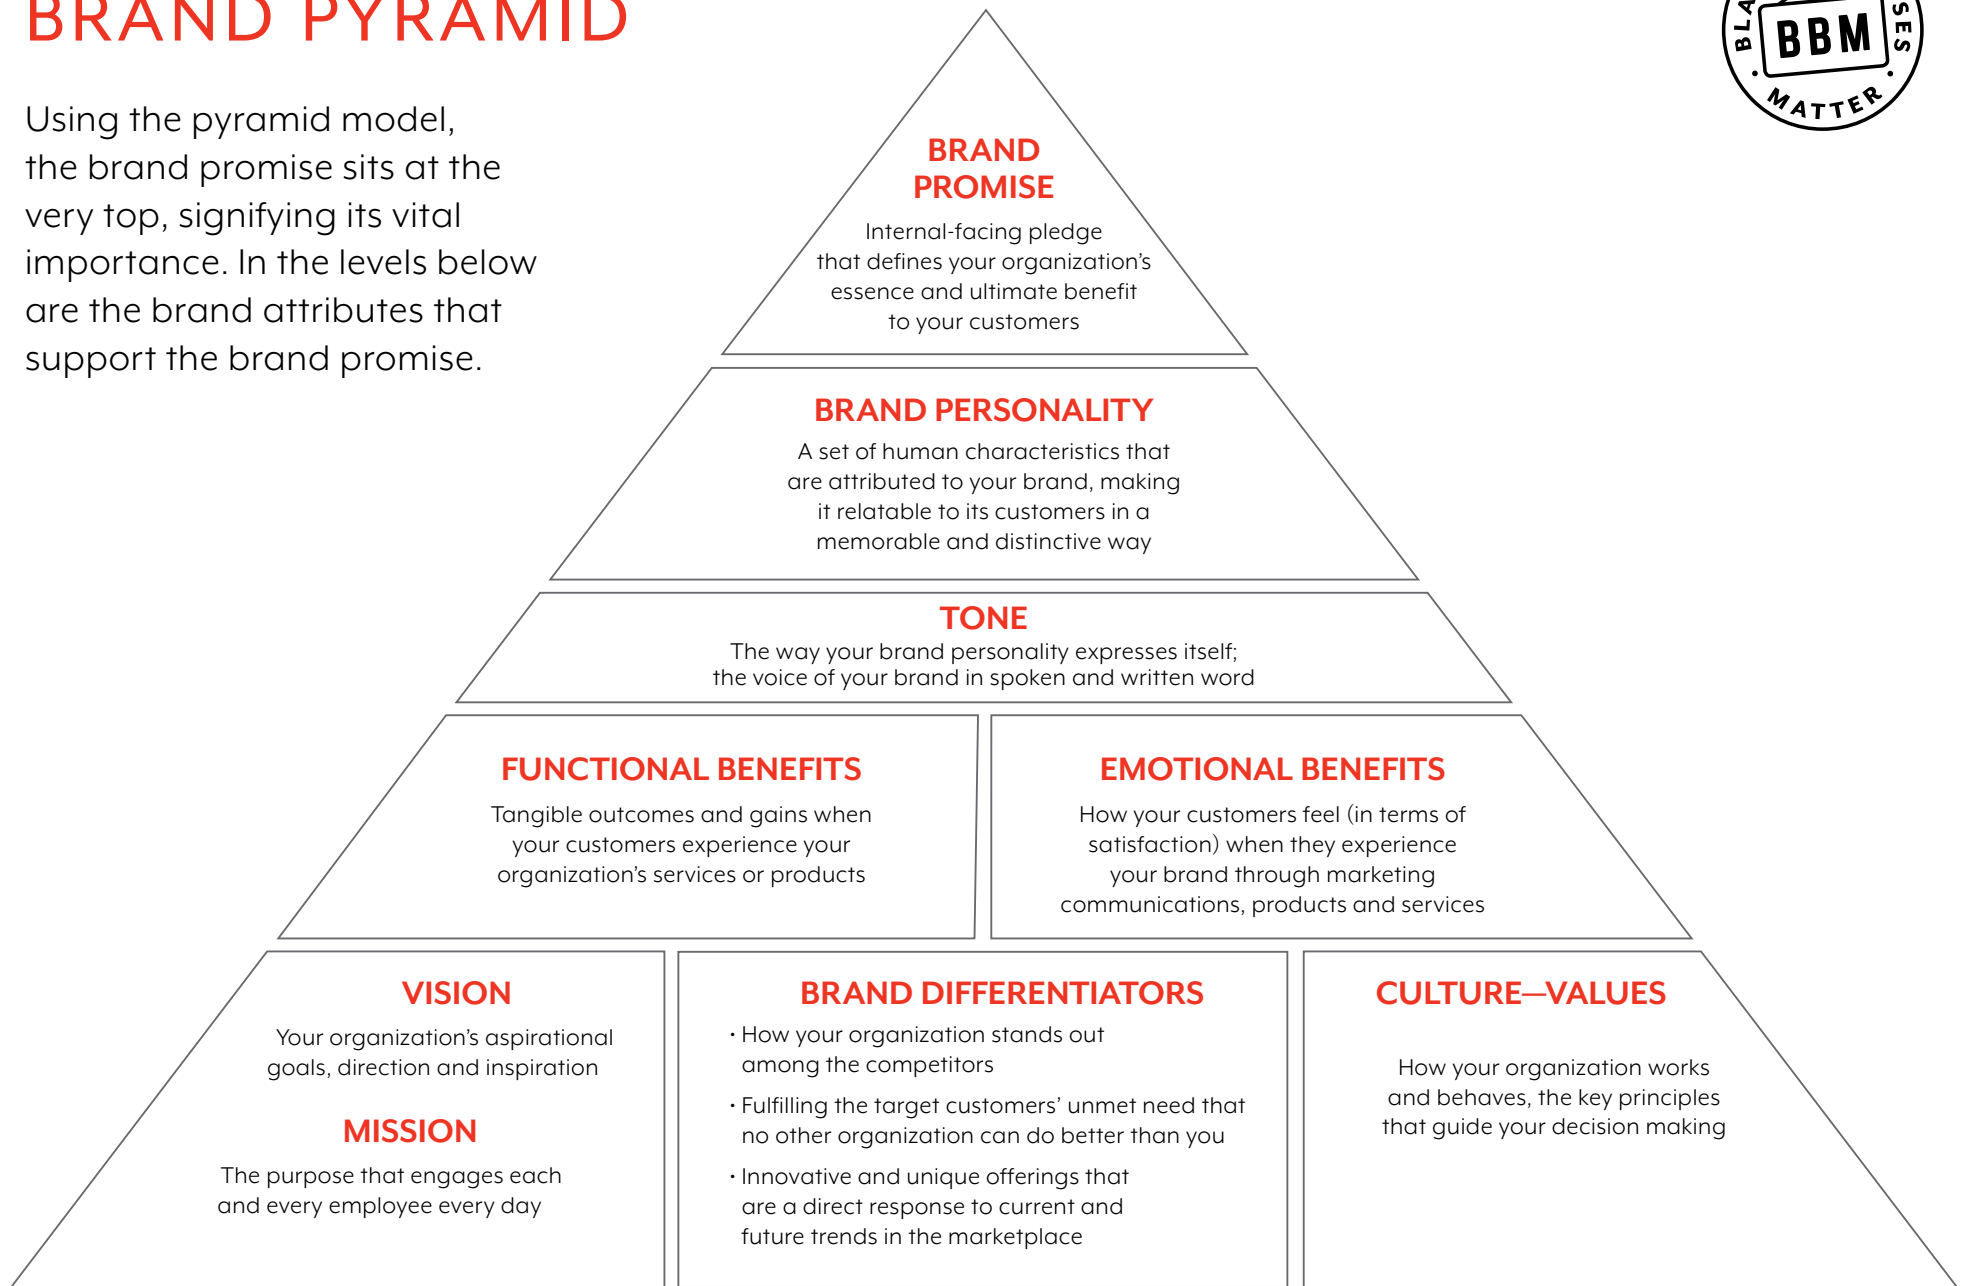 BRAND PYRAMID
Using the pyramid model,
the brand promise sits at the
very top, signifying its vital
importance. In the levels below
are the brand attributes that
support the brand promise.
BBM
MATTER
BRAND
PROMISE
Internal-facing pledge
that defines your organization’s
essence and ultimate benefit
to your customers
BRAND PERSONALITY
A set of human characteristics that
are attributed to your brand, making
it relatable to its customers in a
memorable and distinctive way
TONE
The way your brand personality expresses itself;
the voice of your brand in spoken and written word
FUNCTIONAL BENEFITS
Tangible outcomes and gains when
your customers experience your
organization’s services or products
EMOTIONAL BENEFITS
How your customers feel (in terms of
satisfaction) when they experience
your brand through marketing
communications, products and services
VISION
Your organization’s aspirational
goals, direction and inspiration
MISSION
The purpose that engages each
and every employee every day
BRAND DIFFERENTIATORS
• How your organization stands out
among the competitors
• Fulfilling the target customers’ unmet need that
no other organization can do better than you
• Innovative and unique offerings that
are a direct response to current and
future trends in the marketplace
CULTURE—VALUES
How your organization works
and behaves, the key principles
that guide your decision making